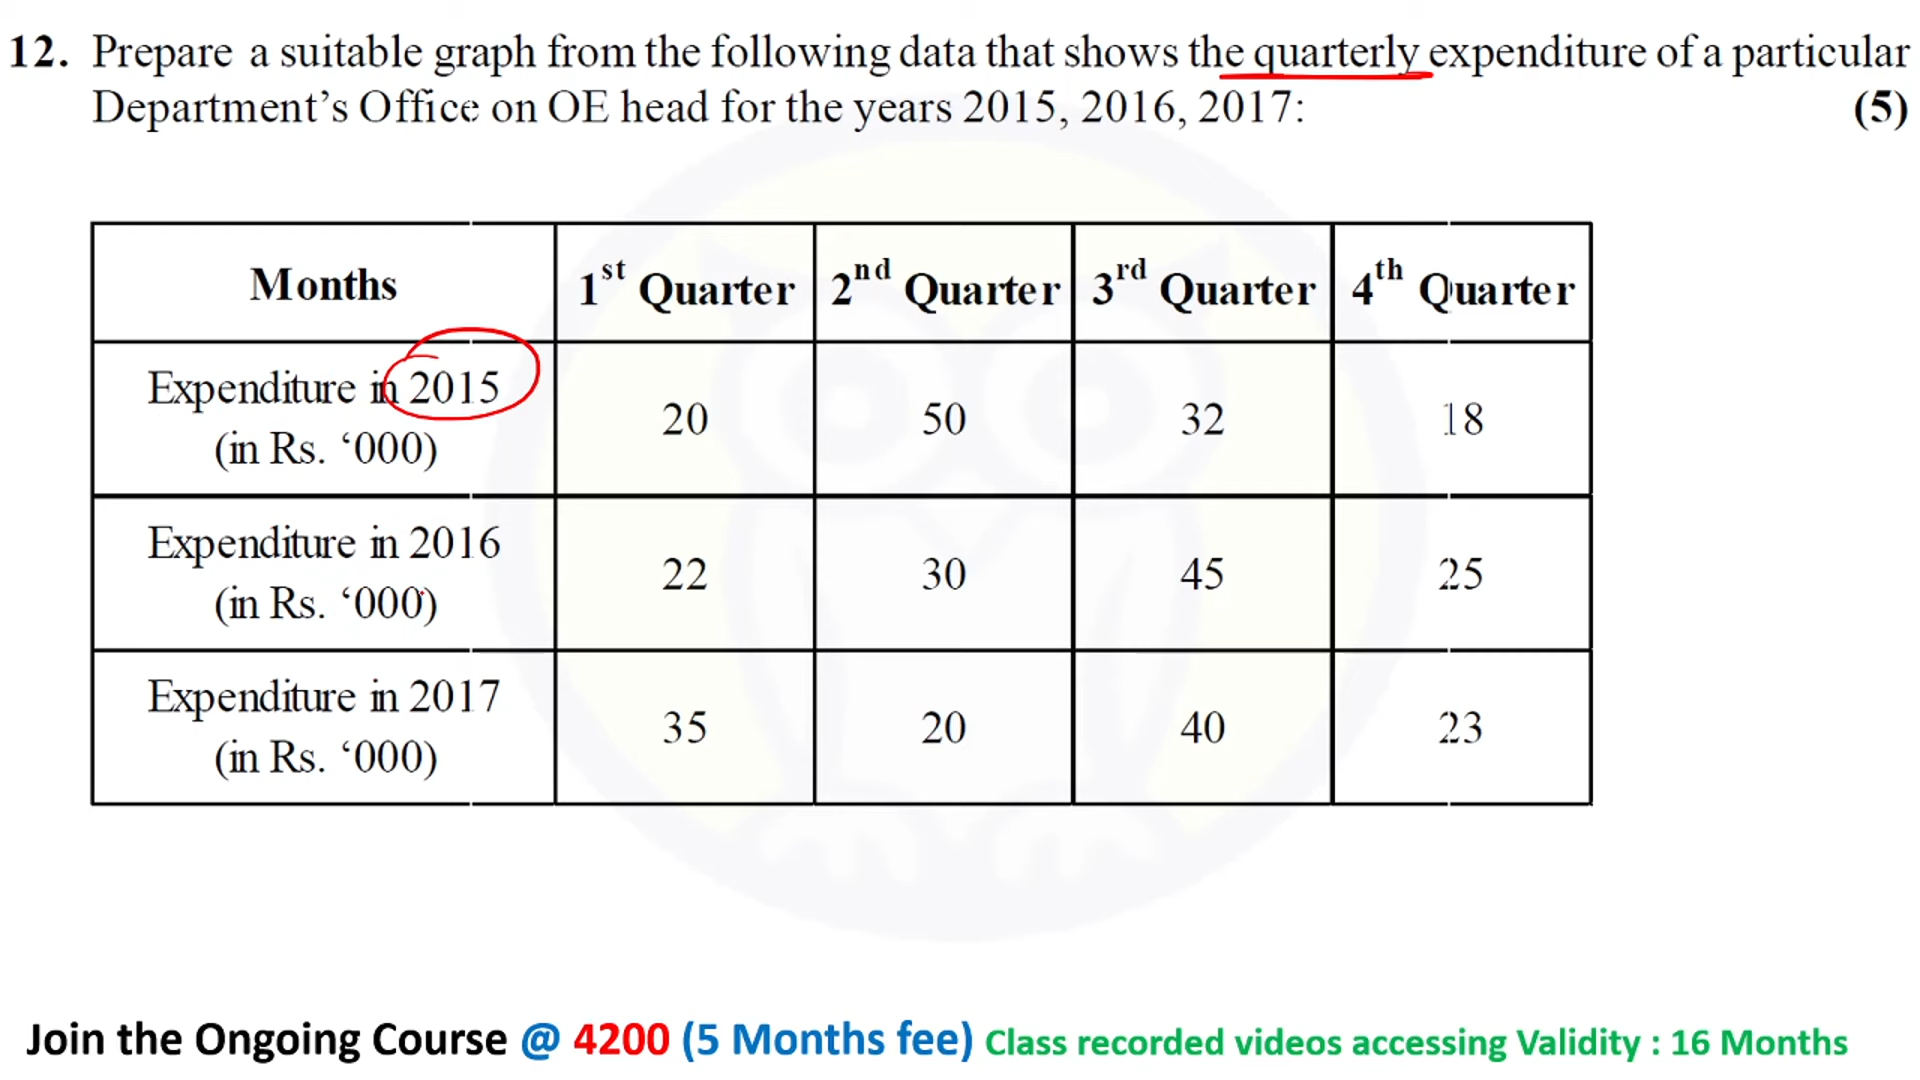 12. Prepare a suitable graph from the following data that shows the quarterly expenditure of a particular
Department's Office on OE head for the years 2015, 2016, 2017: (5)
Months 1st Quarter 2nd Quarter 3rd Quarter 4th Quarter
Expenditure in 2015
(in Rs. ‘000) 20 50 32 18
Expenditure in 2016
(in Rs. ‘000) 22 30 45 25
Expenditure in 2017
(in Rs. ‘000) 35 20 40 23
Join the Ongoing Course @ 4200 (5 Months fee) Class recorded videos accessing Validity : 16 Months